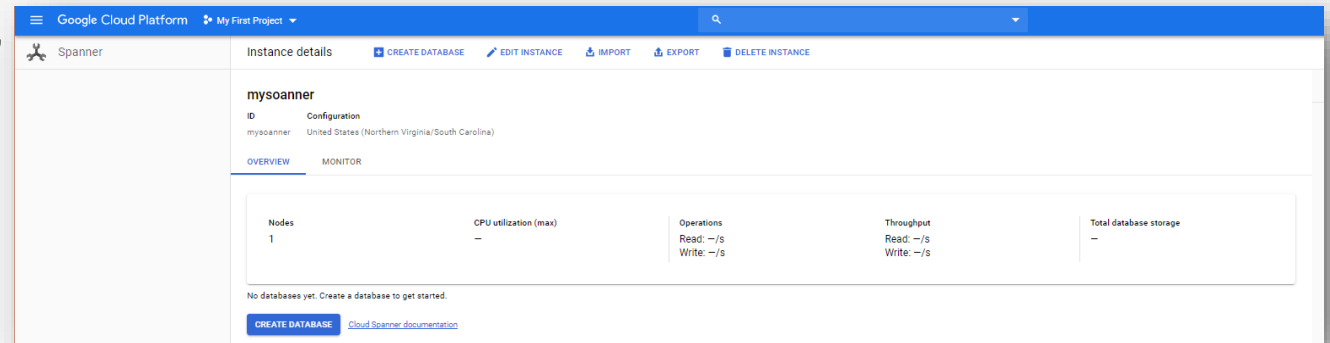 Google Cloud Platform My First Project
Spanner
Instance details CREATE DATABASE EDIT INSTANCE IMPORT EXPORT DELETE INSTANCE
mysoanner
ID Configuration
mysoanner United States (Northern Virginia/South Carolina)
OVERVIEW MONITOR
Nodes CPU utilization (max) Operations Throughput Total database storage
1 – Read: –/s Read: –/s –
Write: –/s Write: –/s
No databases yet. Create a database to get started.
CREATE DATABASE Cloud Spanner documentation